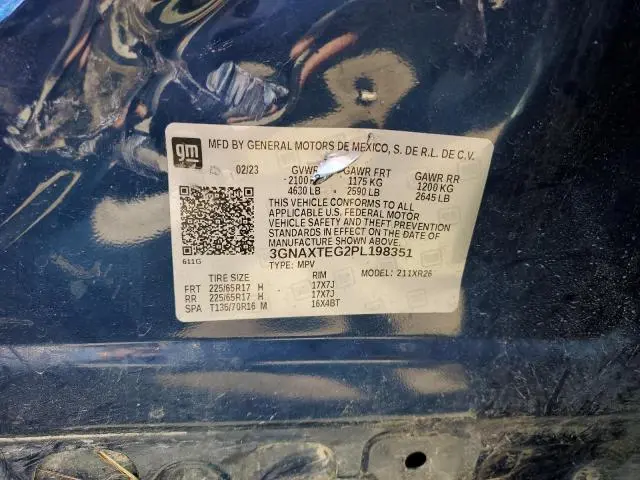 gm
MFD BY GENERAL MOTORS DE MEXICO, S. DE R.L. DE C.V.
02/23 GVWR GAWR FRT GAWR RR
2100 1175 KG 1200 KG
4630 LB 2590 LB 2645 LB
THIS VEHICLE CONFORMS TO ALL
APPLICABLE U.S. FEDERAL MOTOR
VEHICLE SAFETY AND THEFT PREVENTION
STANDARDS IN EFFECT ON THE DATE OF
MANUFACTURE SHOWN ABOVE.
3GNAXTEG2PL198351
611G TYPE: MPV MODEL: 211XR26
TIRE SIZE RIM
FRT 225/65R17 H 17X7J
RR 225/65R17 H 17X7J
SPA T135/70R16 M 16X4BT